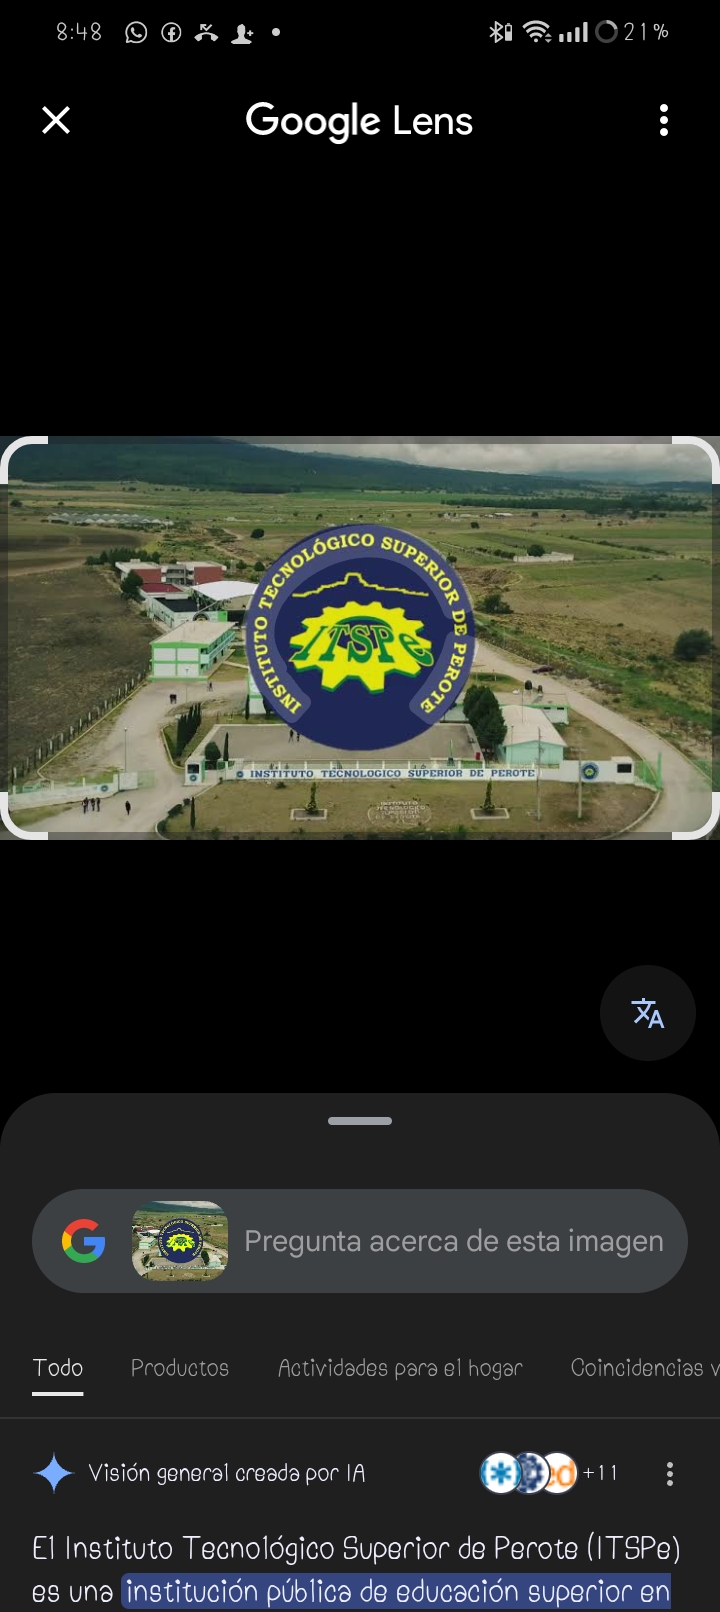 8:48
21%
Google Lens
INSTITUTO TECNOLÓGICO SUPERIOR DE PEROTE
ITSPe
INSTITUTO TECNOLOGICO SUPERIOR DE PEROTE
Pregunta acerca de esta imagen
Todo Productos Actividades para el hogar Coincidencias v
Visión general creada por IA
ed +11
El Instituto Tecnológico Superior de Perote (ITSPe)
es una institución pública de educación superior en